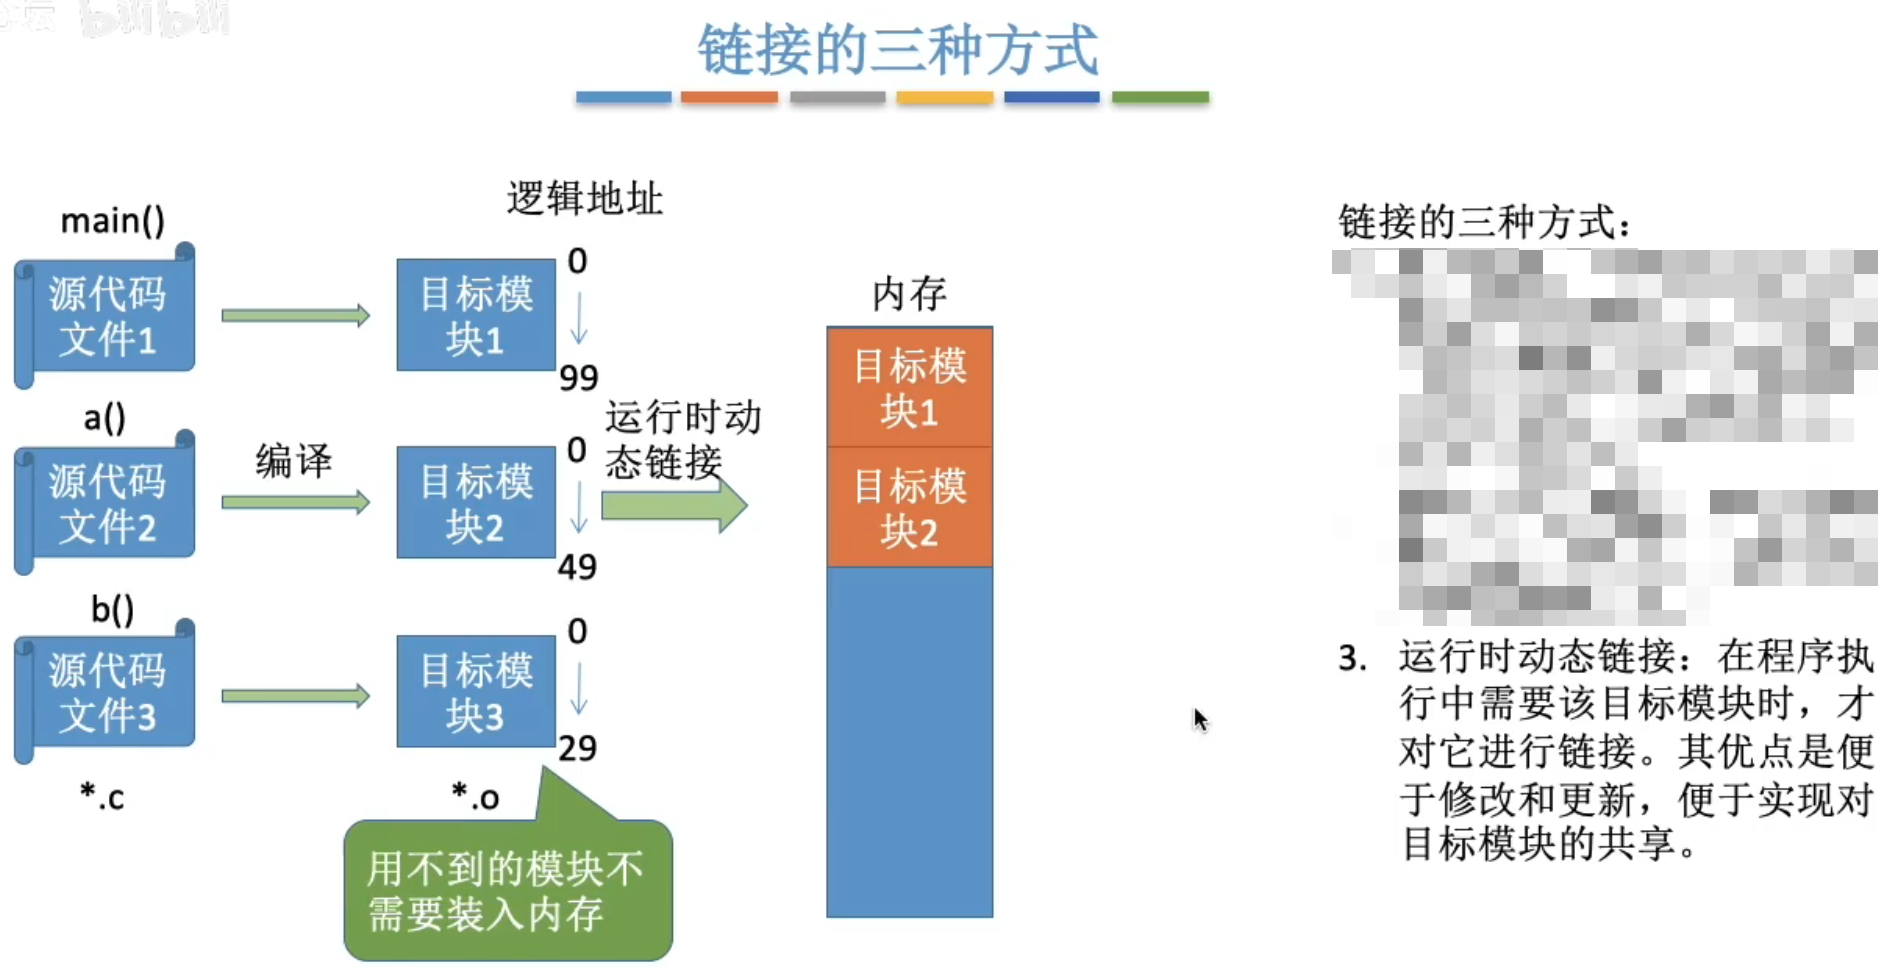 bilibili
链接的三种方式
逻辑地址
main()
源代码
文件1
目标模
块1
0
99
a()
源代码
文件2
编译
目标模
块2
0
49
运行时动
态链接
b()
源代码
文件3
目标模
块3
0
29
*.c
*.o
用不到的模块不
需要装入内存
内存
目标模
块1
目标模
块2
链接的三种方式：
3. 运行时动态链接：在程序执
行中需要该目标模块时，才
对它进行链接。其优点是便
于修改和更新，便于实现对
目标模块的共享。